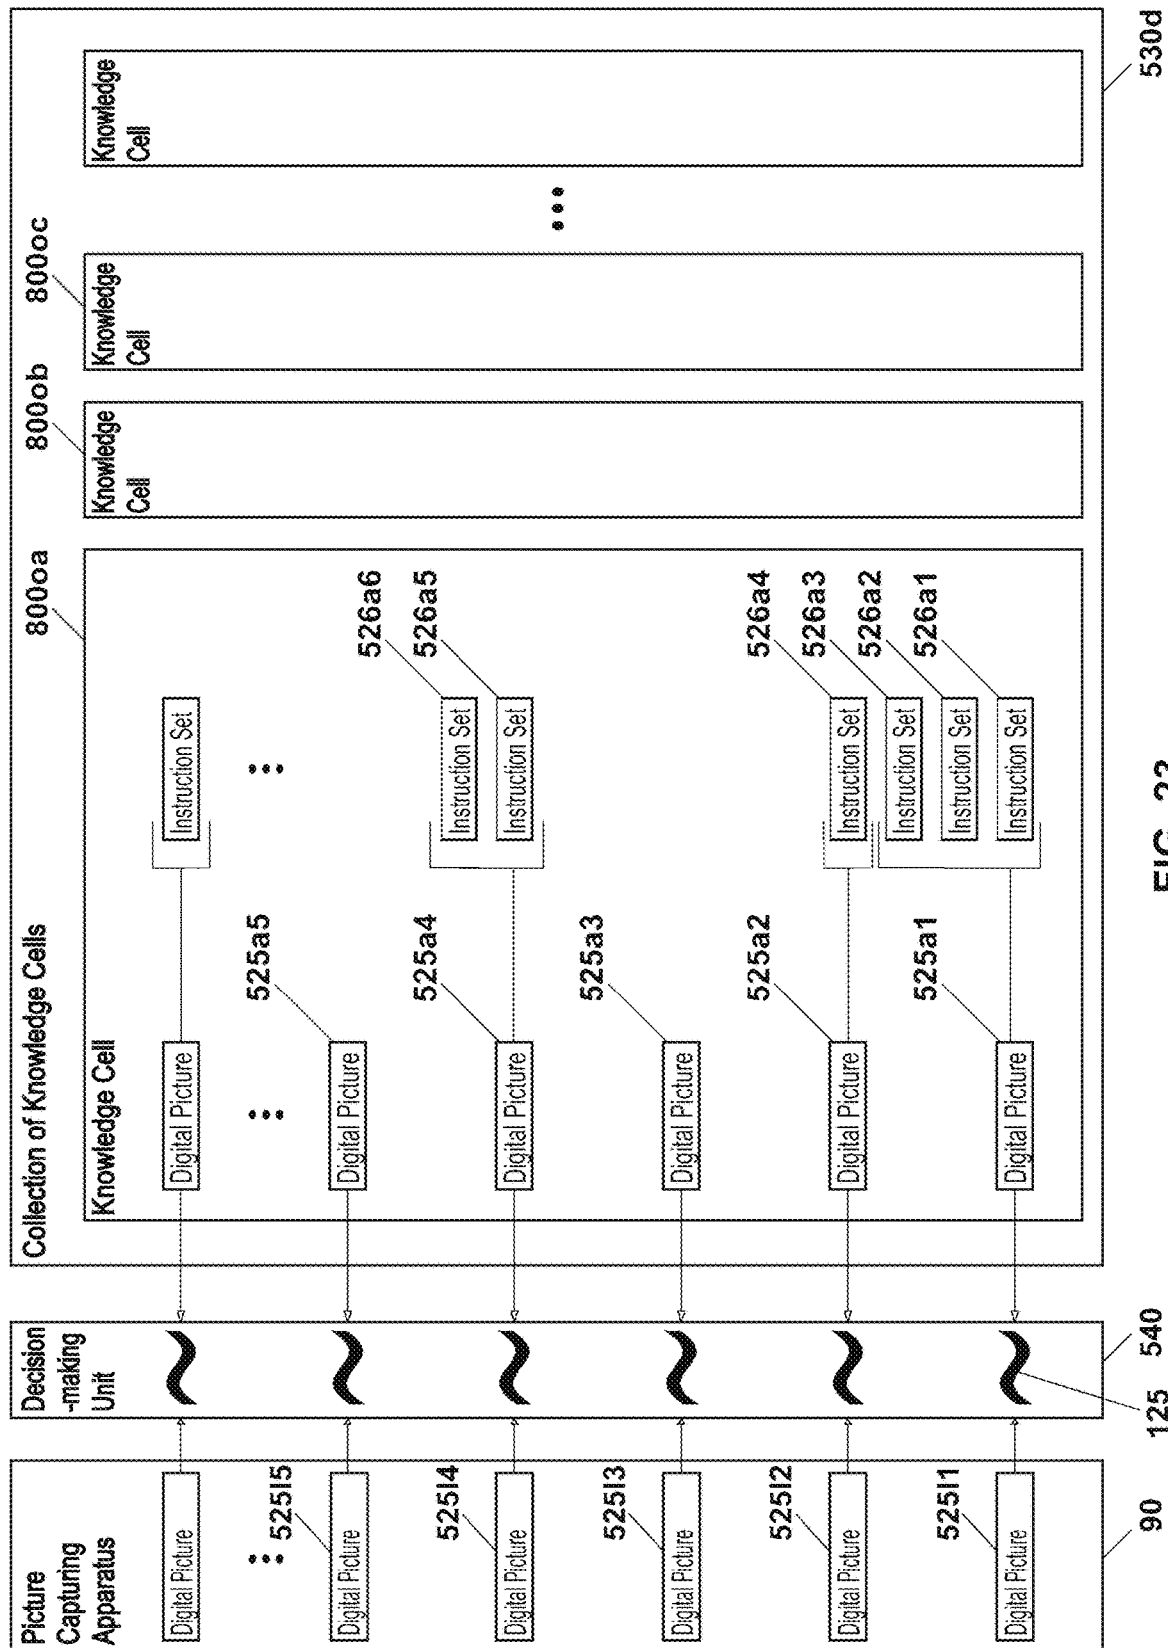 Collection of Knowledge Cells
Knowledge Cell
800oa
800ob
800oc
Knowledge
Cell
Knowledge
Cell
Knowledge
Cell
Picture
Capturing
Apparatus
Decision
-making
Unit
Digital Picture
Digital Picture
Instruction Set
525l5
Digital Picture
525a5
Digital Picture
525l4
Digital Picture
525a4
Digital Picture
526a6
Instruction Set
526a5
Instruction Set
525l3
Digital Picture
525a3
Digital Picture
525l2
Digital Picture
525a2
Digital Picture
526a4
Instruction Set
526a3
Instruction Set
526a2
Instruction Set
526a1
Instruction Set
525l1
Digital Picture
525a1
Digital Picture
90
125
540
530d
FIG. 23